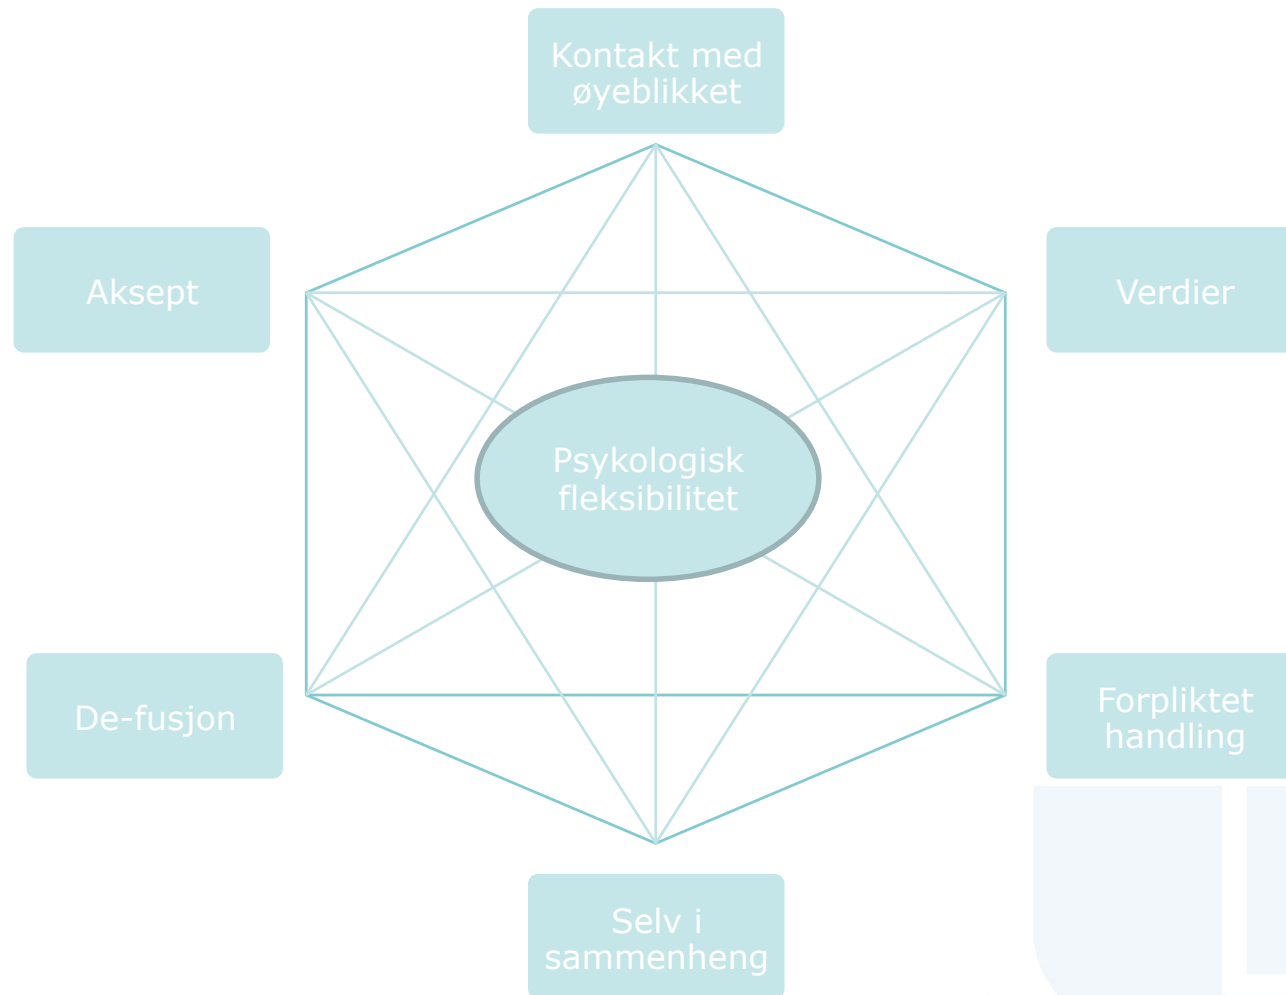 Kontakt med
øyeblikket
Aksept
Verdier
Psykologisk
fleksibilitet
De-fusjon
Forpliktet
handling
Selv i
sammenheng